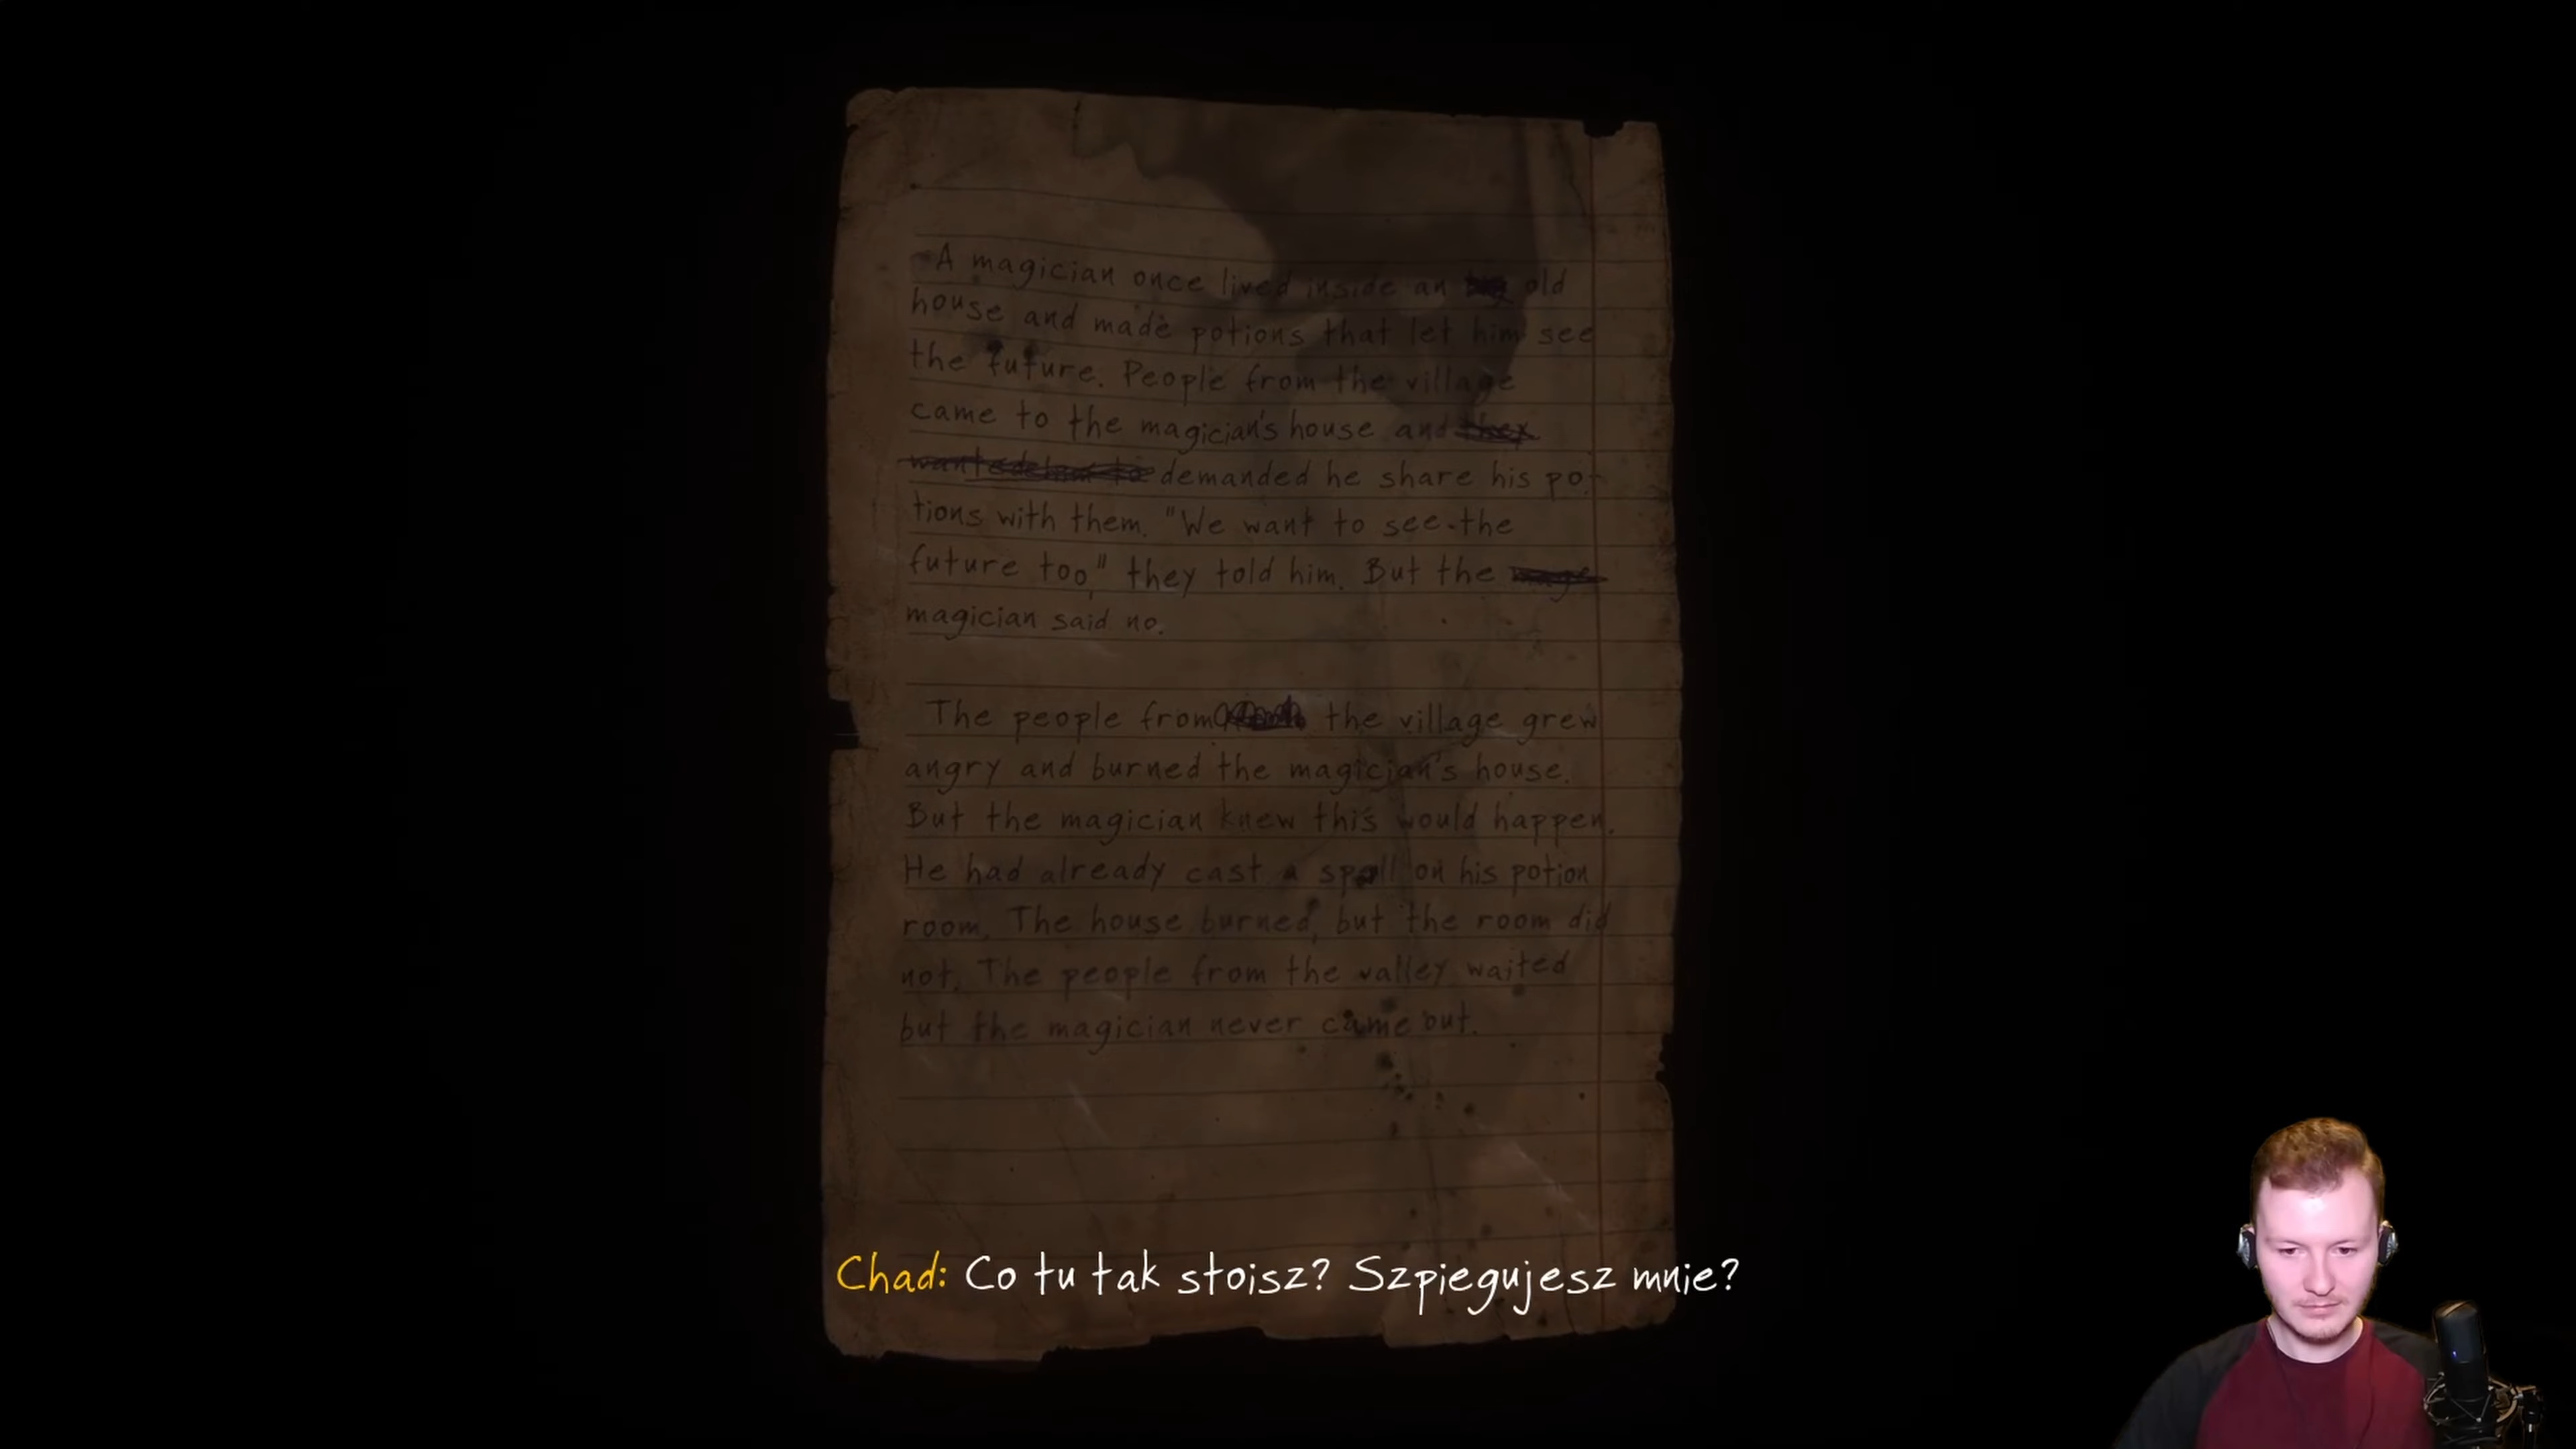 A magician once lived inside an old
house and made potions that let him see
the future. People from the village
came to the magician's house and they
wanted him to demanded he share his po-
tions with them. "We want to see the
future too," they told him. But the
magician said no.
The people from the village grew
angry and burned the magician's house.
But the magician knew this would happen.
He had already cast a spell on his potion
room. The house burned, but the room did
not. The people from the valley waited
but the magician never came out.
Chad: Co tu tak stoisz? Szpiegujesz mnie?